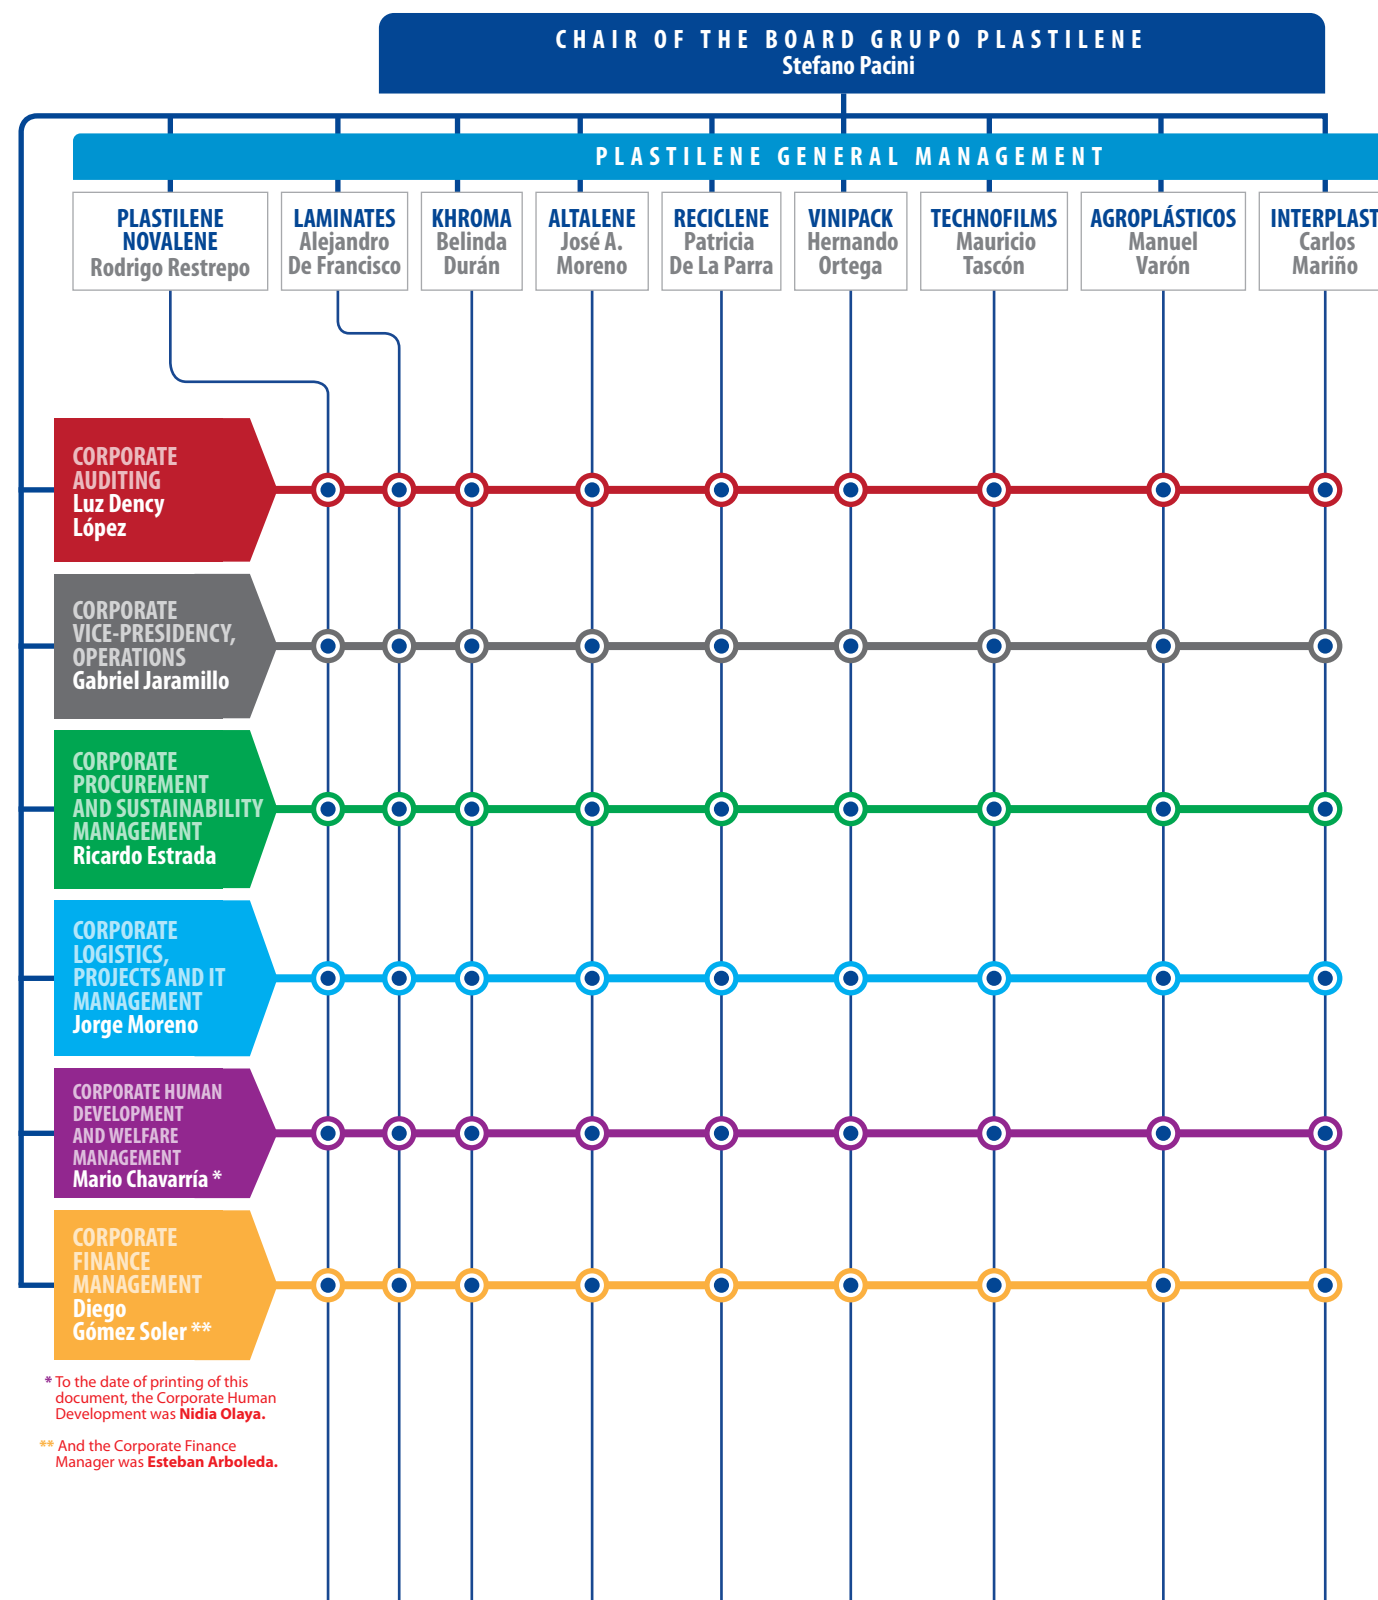 CHAIR OF THE BOARD GRUPO PLASTILENE
Stefano Pacini
PLASTILENE GENERAL MANAGEMENT
PLASTILENE
NOVALENE
Rodrigo Restrepo
LAMINATES
Alejandro
De Francisco
KHROMA
Belinda
Durán
ALTALENE
José A.
Moreno
RECICLENE
Patricia
De La Parra
VINIPACK
Hernando
Ortega
TECHNOFILMS
Mauricio
Tascón
AGROPLÁSTICOS
Manuel
Varón
INTERPLAST
Carlos
Mariño
CORPORATE
AUDITING
Luz Dency
López
CORPORATE
VICE-PRESIDENCY,
OPERATIONS
Gabriel Jaramillo
CORPORATE
PROCUREMENT
AND SUSTAINABILITY
MANAGEMENT
Ricardo Estrada
CORPORATE
LOGISTICS,
PROJECTS AND IT
MANAGEMENT
Jorge Moreno
CORPORATE HUMAN
DEVELOPMENT
AND WELFARE
MANAGEMENT
Mario Chavarría *
CORPORATE
FINANCE
MANAGEMENT
Diego
Gómez Soler **
* To the date of printing of this
document, the Corporate Human
Development was Nidia Olaya.
** And the Corporate Finance
Manager was Esteban Arboleda.